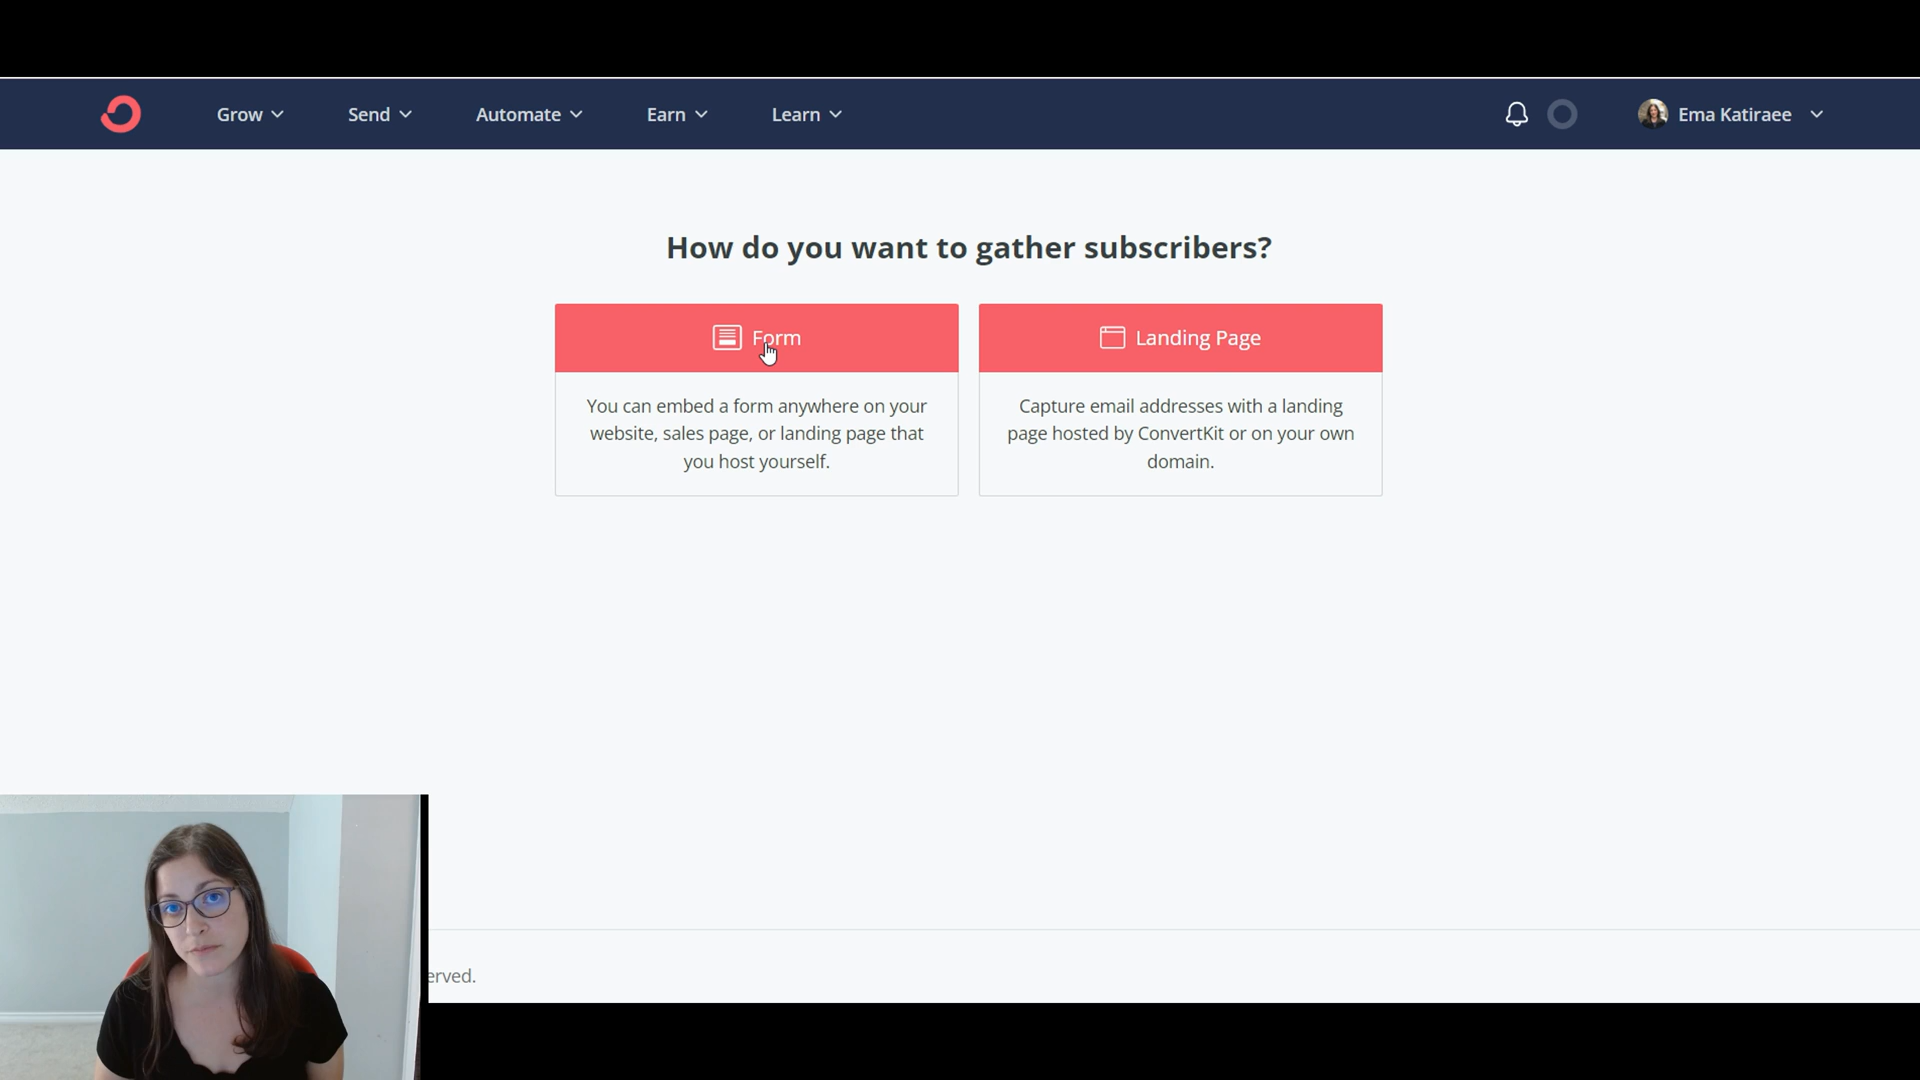 Grow
Send
Automate
Earn
Learn
Ema Katiraee
How do you want to gather subscribers?
Form
You can embed a form anywhere on your
website, sales page, or landing page that
you host yourself.
Landing Page
Capture email addresses with a landing
page hosted by ConvertKit or on your own
domain.
erved.